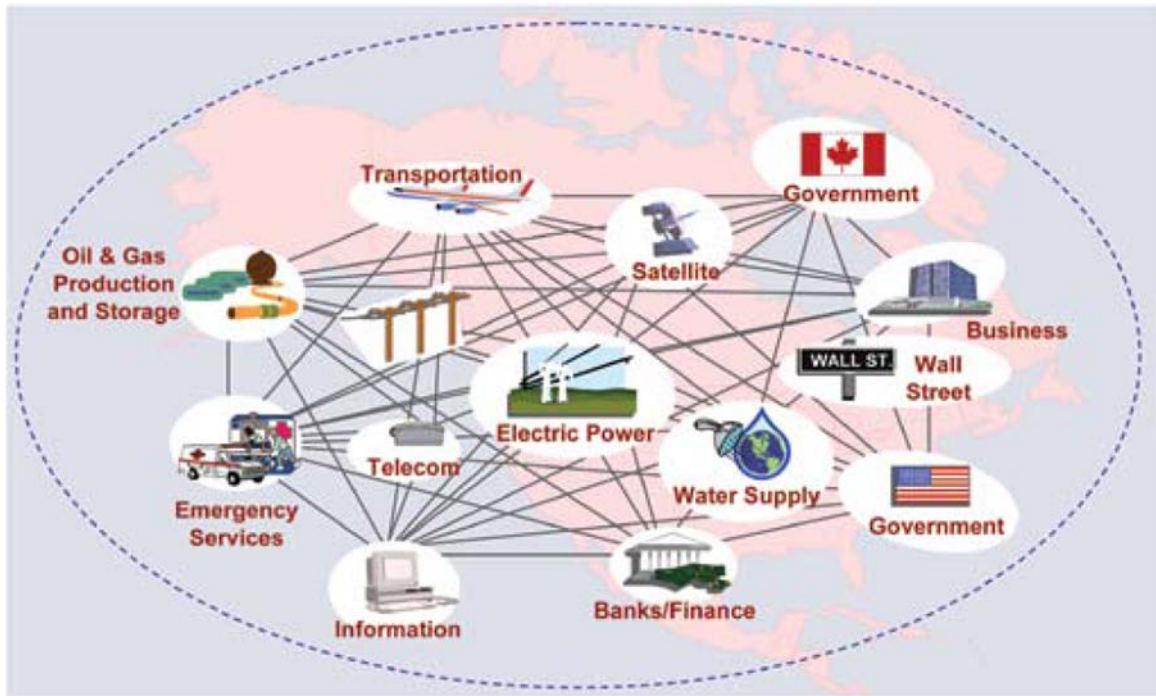 Transportation
Government
Oil & Gas
Production
and Storage
Satellite
Business
WALL ST.
Wall
Street
Electric Power
Telecom
Water Supply
Emergency
Services
Government
Information
Banks/Finance